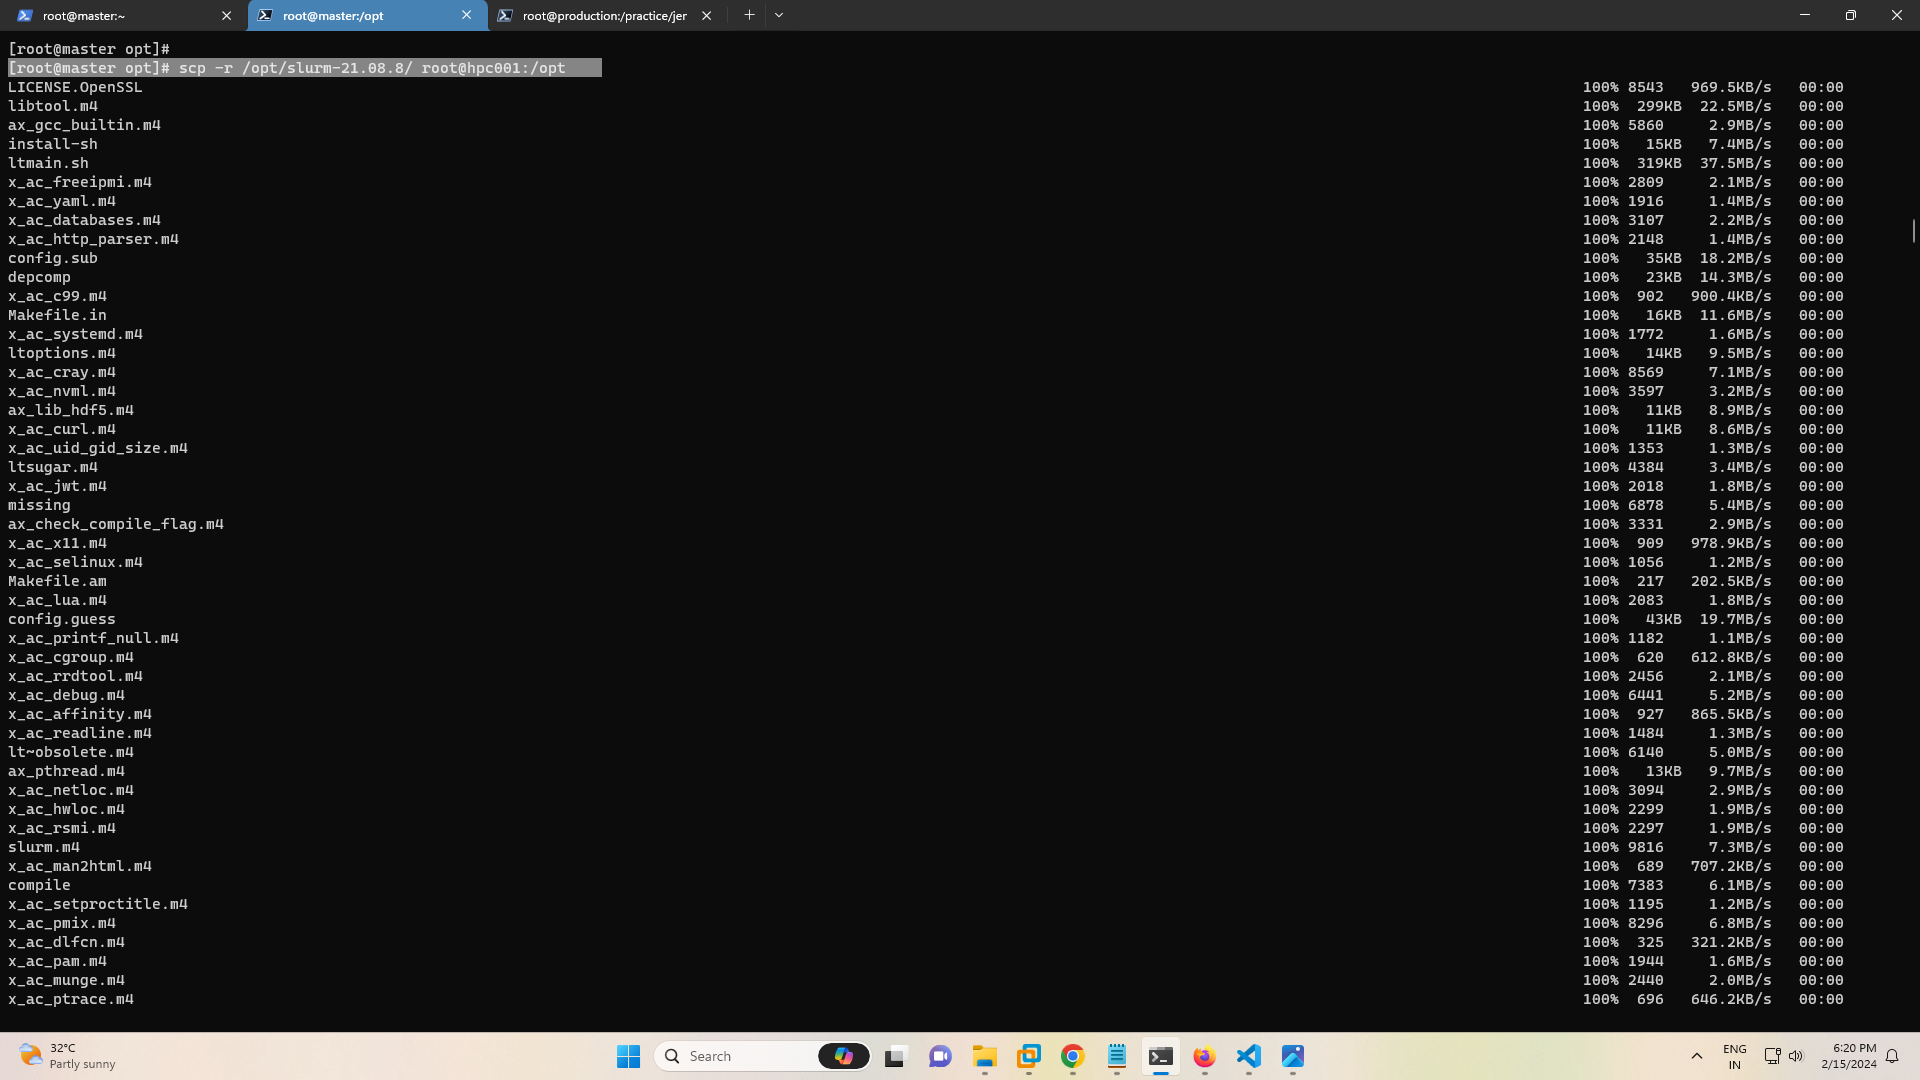 root@master:~
root@master:/opt
root@production:/practice/jer
[root@master opt]#
[root@master opt]# scp -r /opt/slurm-21.08.8/ root@hpc001:/opt
LICENSE.OpenSSL 100% 8543 969.5KB/s 00:00
libtool.m4 100% 299KB 22.5MB/s 00:00
ax_gcc_builtin.m4 100% 5860 2.9MB/s 00:00
install-sh 100% 15KB 7.4MB/s 00:00
ltmain.sh 100% 319KB 37.5MB/s 00:00
x_ac_freeipmi.m4 100% 2809 2.1MB/s 00:00
x_ac_yaml.m4 100% 1916 1.4MB/s 00:00
x_ac_databases.m4 100% 3107 2.2MB/s 00:00
x_ac_http_parser.m4 100% 2148 1.4MB/s 00:00
config.sub 100% 35KB 18.2MB/s 00:00
depcomp 100% 23KB 14.3MB/s 00:00
x_ac_c99.m4 100% 902 900.4KB/s 00:00
Makefile.in 100% 16KB 11.6MB/s 00:00
x_ac_systemd.m4 100% 1772 1.6MB/s 00:00
ltoptions.m4 100% 14KB 9.5MB/s 00:00
x_ac_cray.m4 100% 8569 7.1MB/s 00:00
x_ac_nvml.m4 100% 3597 3.2MB/s 00:00
ax_lib_hdf5.m4 100% 11KB 8.9MB/s 00:00
x_ac_curl.m4 100% 11KB 8.6MB/s 00:00
x_ac_uid_gid_size.m4 100% 1353 1.3MB/s 00:00
ltsugar.m4 100% 4384 3.4MB/s 00:00
x_ac_jwt.m4 100% 2018 1.8MB/s 00:00
missing 100% 6878 5.4MB/s 00:00
ax_check_compile_flag.m4 100% 3331 2.9MB/s 00:00
x_ac_x11.m4 100% 909 978.9KB/s 00:00
x_ac_selinux.m4 100% 1056 1.2MB/s 00:00
Makefile.am 100% 217 202.5KB/s 00:00
x_ac_lua.m4 100% 2083 1.8MB/s 00:00
config.guess 100% 43KB 19.7MB/s 00:00
x_ac_printf_null.m4 100% 1182 1.1MB/s 00:00
x_ac_cgroup.m4 100% 620 612.8KB/s 00:00
x_ac_rrdtool.m4 100% 2456 2.1MB/s 00:00
x_ac_debug.m4 100% 6441 5.2MB/s 00:00
x_ac_affinity.m4 100% 927 865.5KB/s 00:00
x_ac_readline.m4 100% 1484 1.3MB/s 00:00
lt~obsolete.m4 100% 6140 5.0MB/s 00:00
ax_pthread.m4 100% 13KB 9.7MB/s 00:00
x_ac_netloc.m4 100% 3094 2.9MB/s 00:00
x_ac_hwloc.m4 100% 2299 1.9MB/s 00:00
x_ac_rsmi.m4 100% 2297 1.9MB/s 00:00
slurm.m4 100% 9816 7.3MB/s 00:00
x_ac_man2html.m4 100% 689 707.2KB/s 00:00
compile 100% 7383 6.1MB/s 00:00
x_ac_setproctitle.m4 100% 1195 1.2MB/s 00:00
x_ac_pmix.m4 100% 8296 6.8MB/s 00:00
x_ac_dlfcn.m4 100% 325 321.2KB/s 00:00
x_ac_pam.m4 100% 1944 1.6MB/s 00:00
x_ac_munge.m4 100% 2440 2.0MB/s 00:00
x_ac_ptrace.m4 100% 696 646.2KB/s 00:00
32°C
Partly sunny
Search
ENG
IN
6:20 PM
2/15/2024